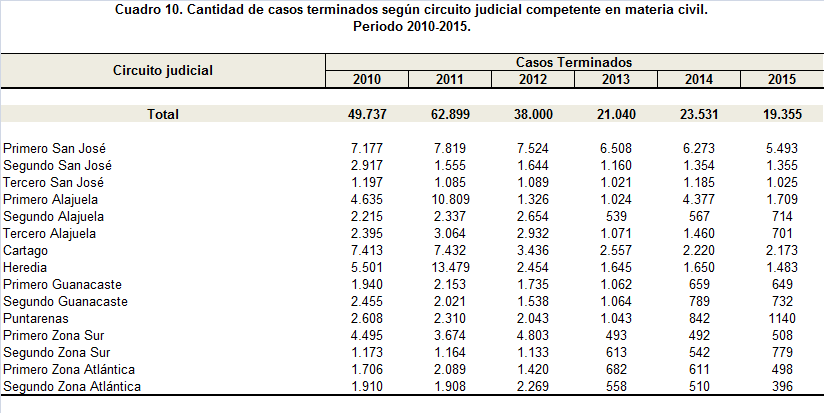 Cuadro 10. Cantidad de casos terminados según circuito judicial competente en materia civil.
Periodo 2010-2015.
Circuito judicial Casos Terminados
2010 2011 2012 2013 2014 2015
Total 49.737 62.899 38.000 21.040 23.531 19.355
Primero San José 7.177 7.819 7.524 6.508 6.273 5.493
Segundo San José 2.917 1.555 1.644 1.160 1.354 1.355
Tercero San José 1.197 1.085 1.089 1.021 1.185 1.025
Primero Alajuela 4.635 10.809 1.326 1.024 4.377 1.709
Segundo Alajuela 2.215 2.337 2.654 539 567 714
Tercero Alajuela 2.395 3.064 2.932 1.071 1.460 701
Cartago 7.413 7.432 3.436 2.557 2.220 2.173
Heredia 5.501 13.479 2.454 1.645 1.650 1.483
Primero Guanacaste 1.940 2.153 1.735 1.062 659 649
Segundo Guanacaste 2.455 2.021 1.538 1.064 789 732
Puntarenas 2.608 2.310 2.043 1.043 842 1140
Primero Zona Sur 4.495 3.674 4.803 493 492 508
Segundo Zona Sur 1.173 1.164 1.133 613 542 779
Primero Zona Atlántica 1.706 2.089 1.420 682 611 498
Segundo Zona Atlántica 1.910 1.908 2.269 558 510 396